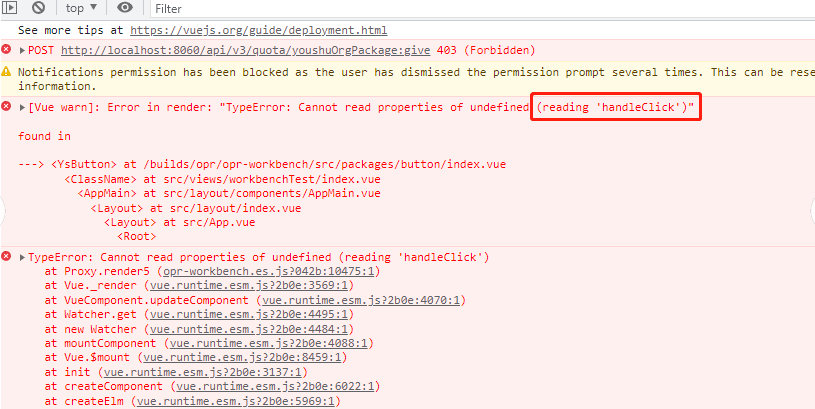 top
Filter
See more tips at https://vuejs.org/guide/deployment.html
POST http://localhost:8060/api/v3/quota/youshuOrgPackage:give 403 (Forbidden)
Notifications permission has been blocked as the user has dismissed the permission prompt several times. This can be rese
information.
[Vue warn]: Error in render: "TypeError: Cannot read properties of undefined (reading 'handleClick')"
found in
---> <YsButton> at /builds/opr/opr-workbench/src/packages/button/index.vue
<ClassName> at src/views/workbenchTest/index.vue
<AppMain> at src/layout/components/AppMain.vue
<Layout> at src/layout/index.vue
<Layout> at src/App.vue
<Root>
TypeError: Cannot read properties of undefined (reading 'handleClick')
at Proxy.render5 (opr-workbench.es.js?042b:10475:1)
at Vue._render (vue.runtime.esm.js?2b0e:3569:1)
at VueComponent.updateComponent (vue.runtime.esm.js?2b0e:4070:1)
at Watcher.get (vue.runtime.esm.js?2b0e:4495:1)
at new Watcher (vue.runtime.esm.js?2b0e:4484:1)
at mountComponent (vue.runtime.esm.js?2b0e:4088:1)
at Vue.$mount (vue.runtime.esm.js?2b0e:8459:1)
at init (vue.runtime.esm.js?2b0e:3137:1)
at createComponent (vue.runtime.esm.js?2b0e:6022:1)
at createElm (vue.runtime.esm.js?2b0e:5969:1)